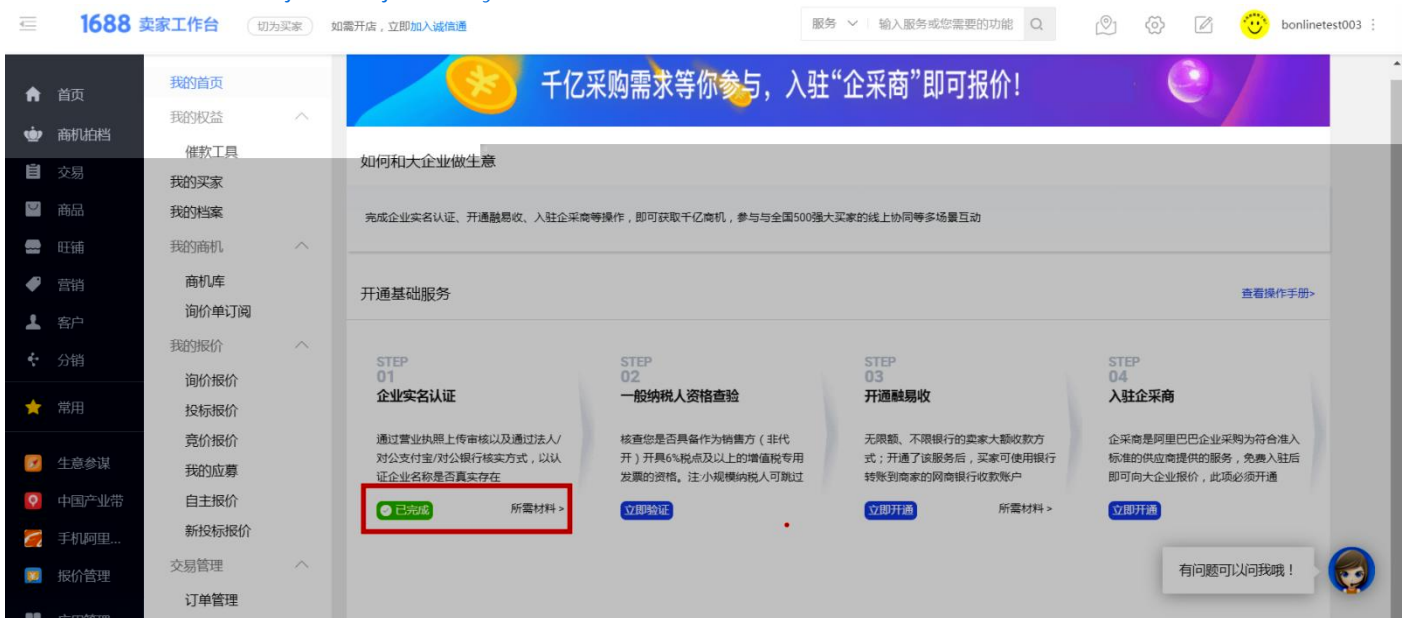 1688 卖家工作台
切为买家
如需开店，立即加入诚信通
服务
输入服务或您需要的功能
bonlinetest003
首页
商机拍档
交易
商品
旺铺
营销
客户
分销
常用
生意参谋
中国产业带
手机阿里...
报价管理
我的首页
我的权益
催款工具
我的买家
我的档案
我的商机
商机库
询价单订阅
我的报价
询价报价
投标报价
竞价报价
我的应募
自主报价
新投标报价
交易管理
订单管理
千亿采购需求等你参与，入驻“企采商”即可报价！
如何和大企业做生意
完成企业实名认证、开通融易收、入驻企采商等操作，即可获取千亿商机，参与与全国500强大买家的线上协同等多场景互动
开通基础服务
查看操作手册>
STEP
01
企业实名认证
通过营业执照上传审核以及通过法人/
对公支付宝/对公银行核实方式，以认
证企业名称是否真实存在
已完成
所需材料 >
STEP
02
一般纳税人资格查验
核查您是否具备作为销售方（非代
开）开具6%税点及以上的增值税专用
发票的资格。注:小规模纳税人可跳过
立即验证
STEP
03
开通融易收
无限额、不限银行的卖家大额收款方
式；开通了该服务后，买家可使用银行
转账到商家的网商银行收款账户
立即开通
所需材料 >
STEP
04
入驻企采商
企采商是阿里巴巴企业采购为符合准入
标准的供应商提供的服务，免费入驻后
即可向大企业报价，此项必须开通
立即开通
有问题可以问我哦！